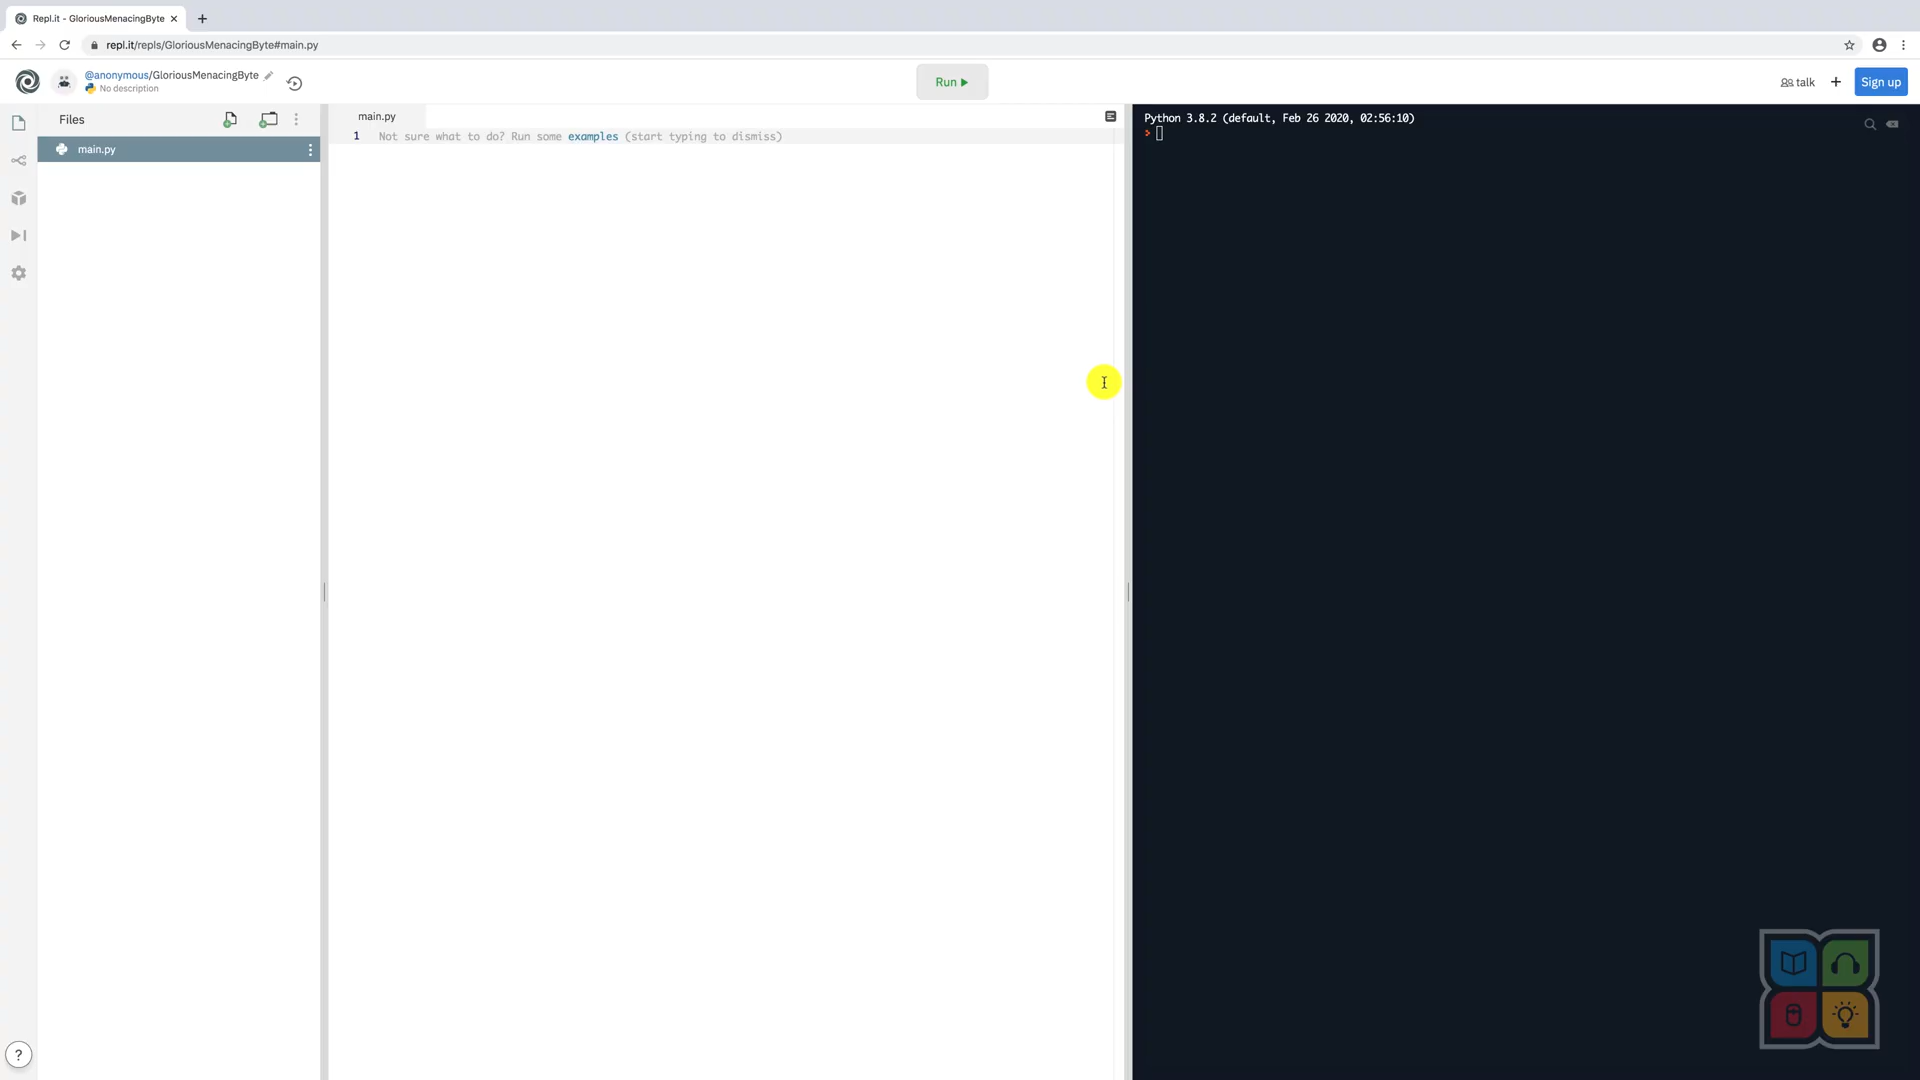 Repl.it - GloriousMenacingByte
repl.it/repls/GloriousMenacingByte#main.py
@anonymous/GloriousMenacingByte
No description
Run
talk
Sign up
Files
main.py
main.py
1 Not sure what to do? Run some examples (start typing to dismiss)
Python 3.8.2 (default, Feb 26 2020, 02:56:10)
>
?